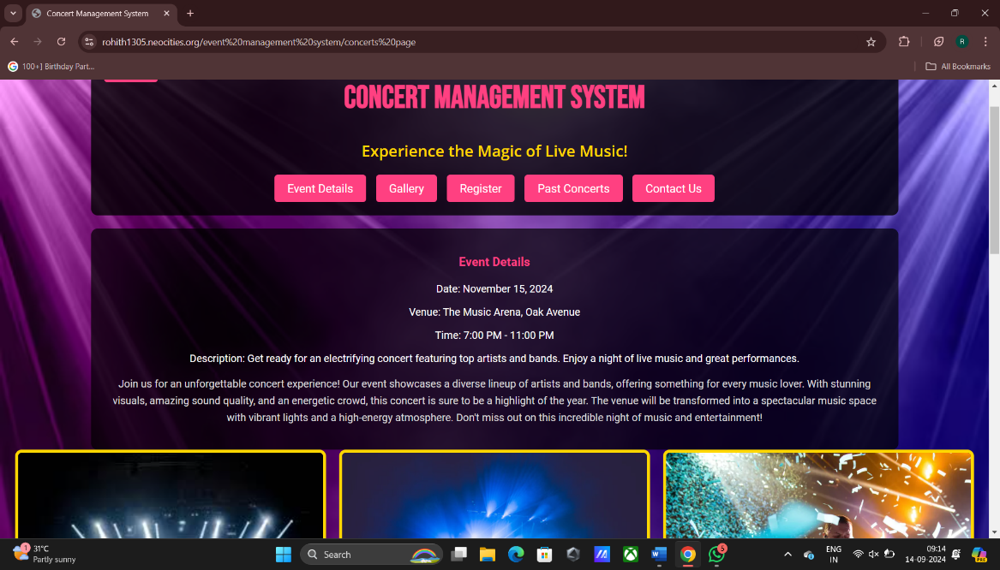 Concert Management System
rohith1305.neocities.org/event%20management%20system/concerts%20page
R
100+] Birthday Part...
All Bookmarks
CONCERT MANAGEMENT SYSTEM
Experience the Magic of Live Music!
Event Details
Gallery
Register
Past Concerts
Contact Us
Event Details
Date: November 15, 2024
Venue: The Music Arena, Oak Avenue
Time: 7:00 PM - 11:00 PM
Description: Get ready for an electrifying concert featuring top artists and bands. Enjoy a night of live music and great performances.
Join us for an unforgettable concert experience! Our event showcases a diverse lineup of artists and bands, offering something for every music lover. With stunning
visuals, amazing sound quality, and an energetic crowd, this concert is sure to be a highlight of the year. The venue will be transformed into a spectacular music space
with vibrant lights and a high-energy atmosphere. Don't miss out on this incredible night of music and entertainment!
1
31°C
Partly sunny
Search
5
ENG
IN
09:14
14-09-2024
PRE